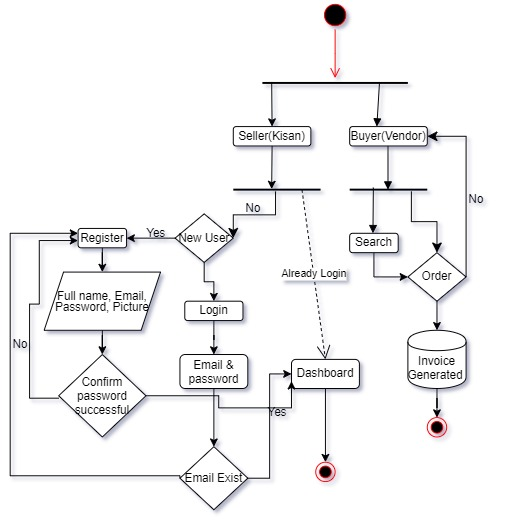 Seller(Kisan)
Buyer(Vendor)
No
No
Register
Yes
New User
Search
Already Login
Order
Full name, Email,
Password, Picture
Login
No
Invoice
Generated
Email &
password
Dashboard
Confirm
password
successful
Yes
Email Exist